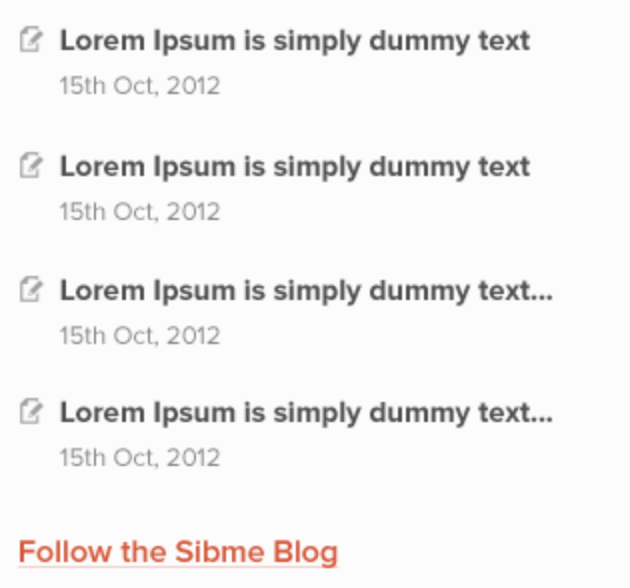 Lorem Ipsum is simply dummy text
15th Oct, 2012
Lorem Ipsum is simply dummy text
15th Oct, 2012
Lorem Ipsum is simply dummy text...
15th Oct, 2012
Lorem Ipsum is simply dummy text...
15th Oct, 2012
Follow the Sibme Blog